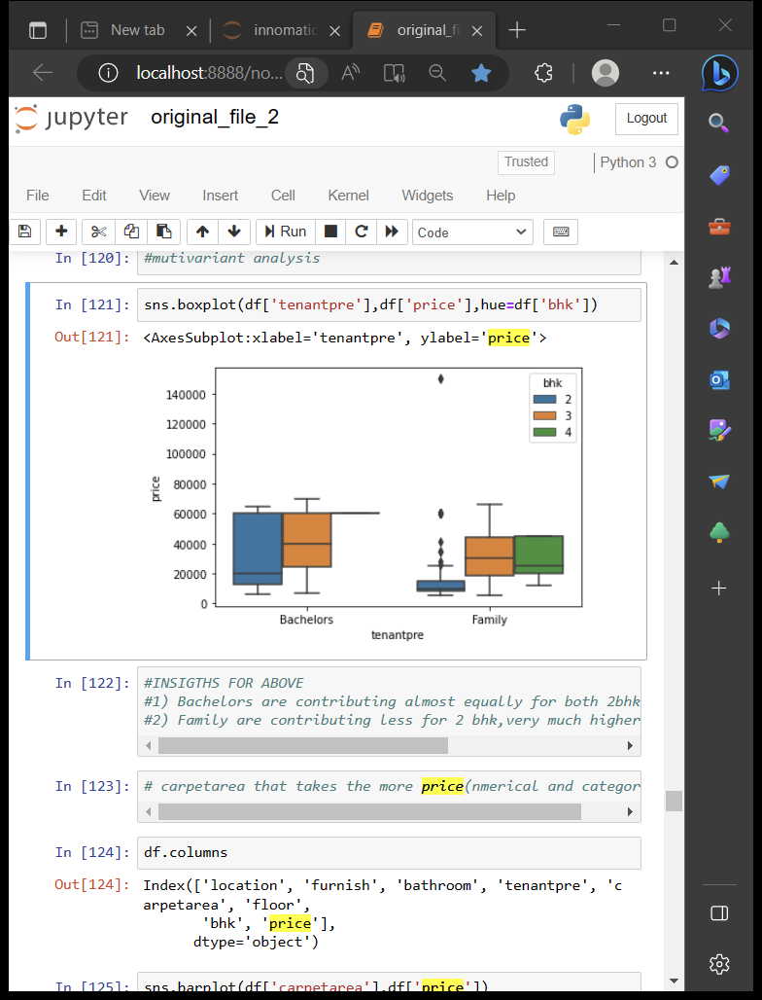 New tab
innomatic
original_fi
localhost:8888/no...
jupyter
original_file_2
Logout
Trusted
Python 3
File Edit View Insert Cell Kernel Widgets Help
Run
Code
In [120]: #mutivariant analysis
In [121]: sns.boxplot(df['tenantpre'],df['price'],hue=df['bhk'])
Out[121]: <AxesSubplot:xlabel='tenantpre', ylabel='price'>
bhk
2
3
4
140000
120000
100000
80000
60000
40000
20000
0
price
Bachelors Family
tenantpre
In [122]: #INSIGTHS FOR ABOVE
#1) Bachelors are contributing almost equally for both 2bhk
#2) Family are contributing less for 2 bhk,very much higher
In [123]: # carpetarea that takes the more price(nmerical and categor
In [124]: df.columns
Out[124]: Index(['location', 'furnish', 'bathroom', 'tenantpre', 'c
arpetarea', 'floor',
'bhk', 'price'],
dtype='object')
In [125]: sns.barplot(df['carpetarea'],df['price'])